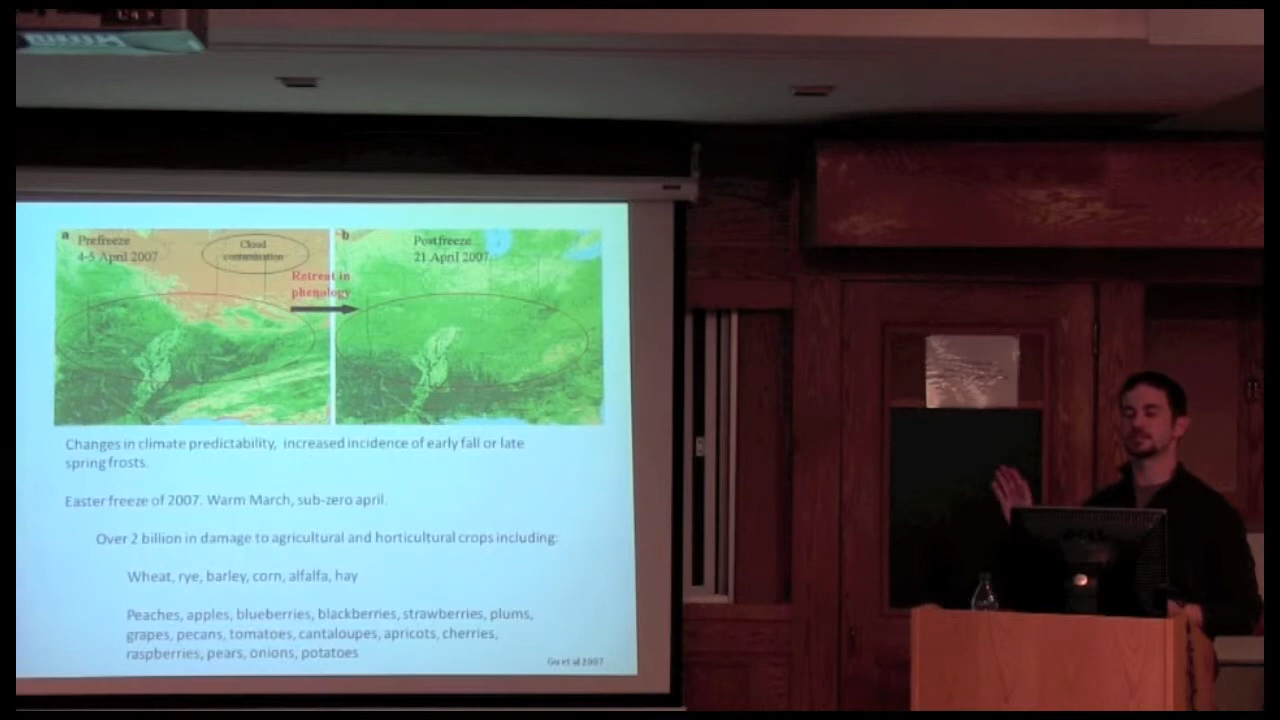 a Prefreeze
4-5 April 2007
Cloud
contamination
Retreat in
phenology
b Postfreeze
21 April 2007
Changes in climate predictability, increased incidence of early fall or late
spring frosts.
Easter freeze of 2007. Warm March, sub-zero april.
Over 2 billion in damage to agricultural and horticultural crops including:
Wheat, rye, barley, corn, alfalfa, hay
Peaches, apples, blueberries, blackberries, strawberries, plums,
grapes, pecans, tomatoes, cantaloupes, apricots, cherries,
raspberries, pears, onions, potatoes
Gu et al 2007